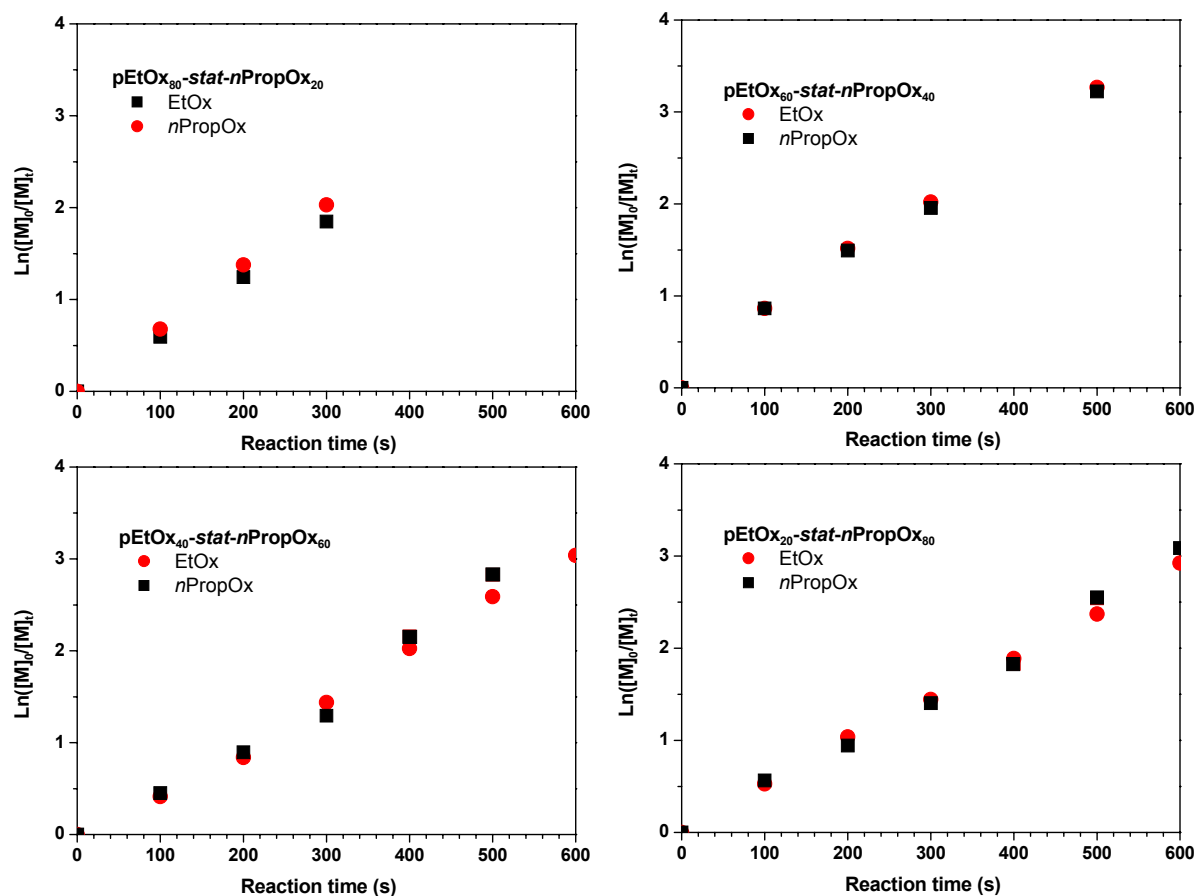 4
3
2
1
0
Ln([M]₀/[M]ₜ)
pEtOx₈₀-stat-nPropOx₂₀
EtOx
nPropOx
0 100 200 300 400 500 600
Reaction time (s)
4
3
2
1
0
Ln([M]₀/[M]ₜ)
pEtOx₆₀-stat-nPropOx₄₀
EtOx
nPropOx
0 100 200 300 400 500 600
Reaction time (s)
4
3
2
1
0
Ln([M]₀/[M]ₜ)
pEtOx₄₀-stat-nPropOx₆₀
EtOx
nPropOx
0 100 200 300 400 500 600
Reaction time (s)
4
3
2
1
0
Ln([M]₀/[M]ₜ)
pEtOx₂₀-stat-nPropOx₈₀
EtOx
nPropOx
0 100 200 300 400 500 600
Reaction time (s)